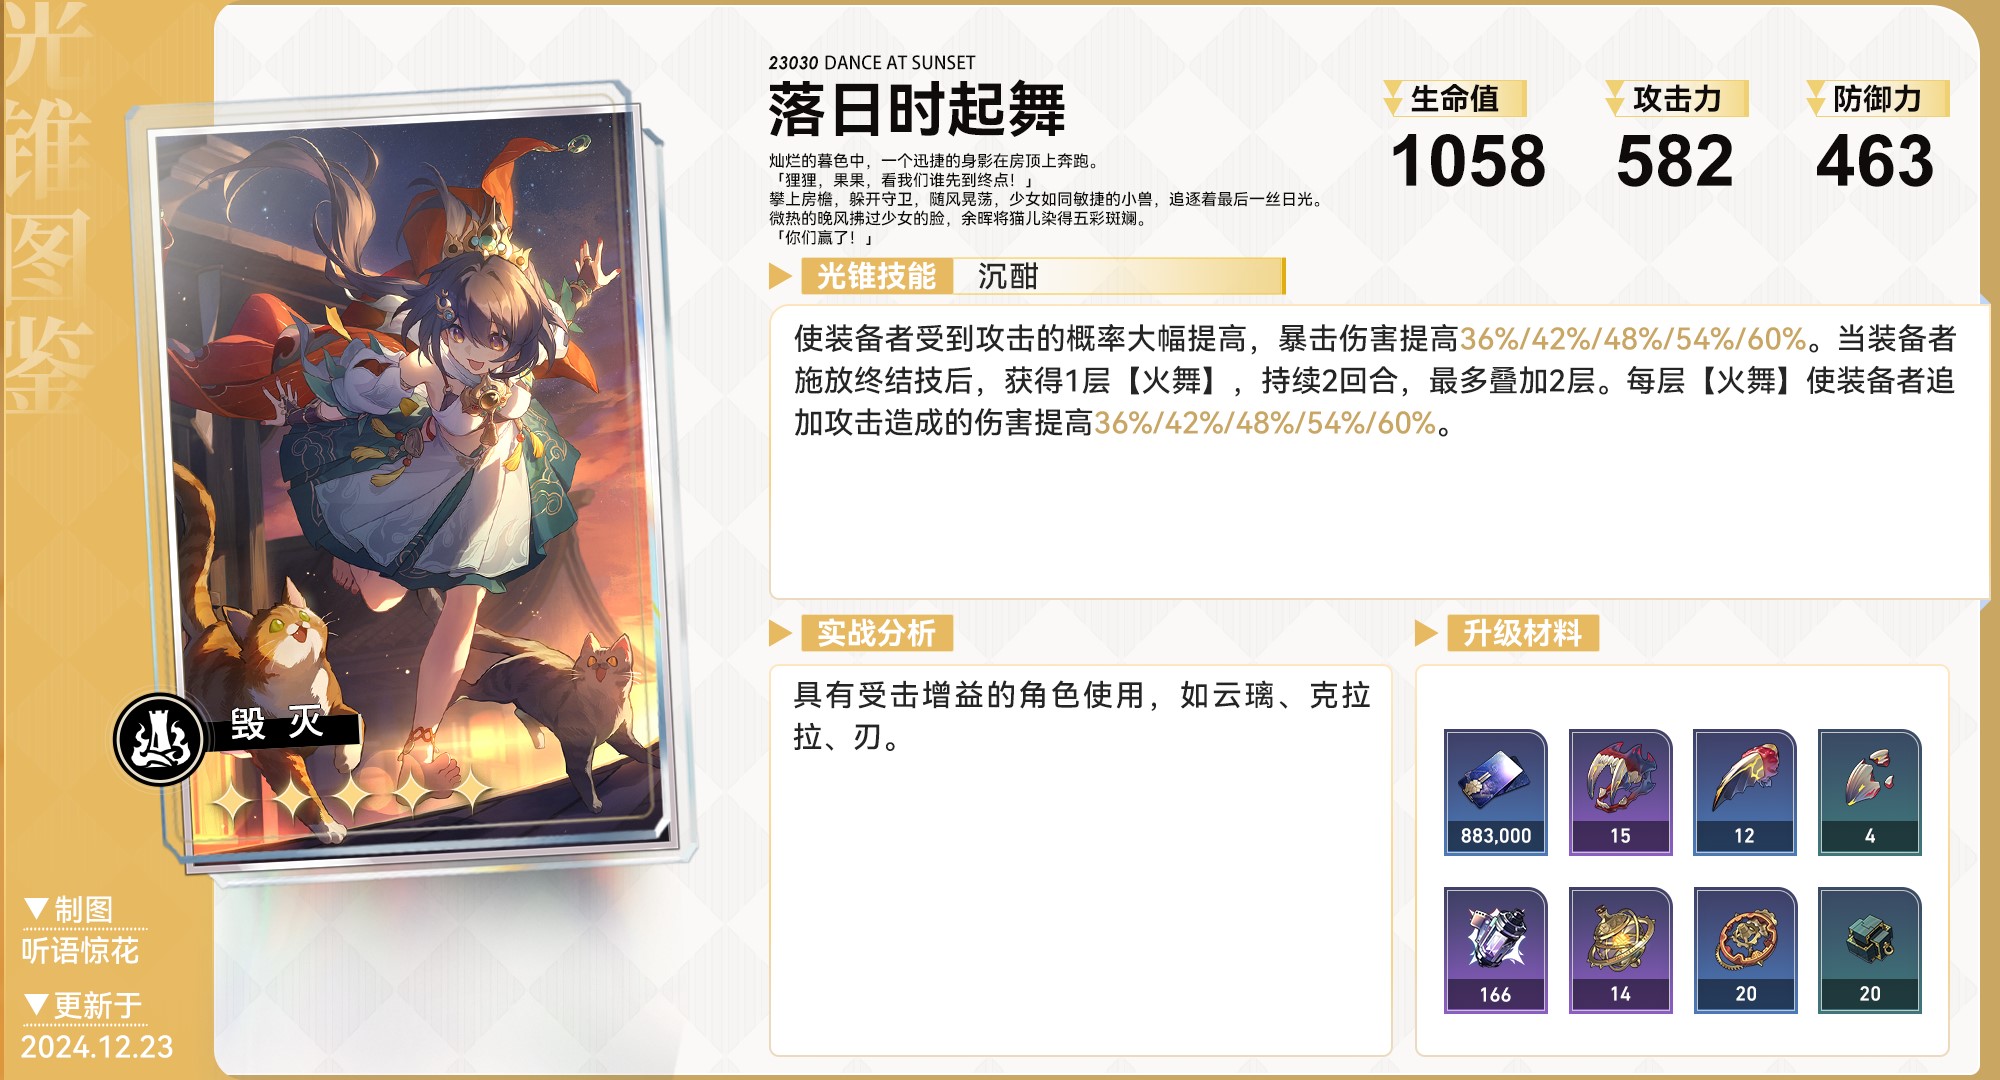 光锥图鉴
23030 DANCE AT SUNSET
落日时起舞
灿烂的暮色中，一个迅捷的身影在房顶上奔跑。
「狸狸，果果，看我们谁先到终点！」
攀上房檐，躲开守卫，随风晃荡，少女如同敏捷的小兽，追逐着最后一丝日光。
微热的晚风拂过少女的脸，余晖将猫儿染得五彩斑斓。
「你们赢了！」
生命值
1058
攻击力
582
防御力
463
光锥技能 沉酣
使装备者受到攻击的概率大幅提高，暴击伤害提高36%/42%/48%/54%/60%。当装备者
施放终结技后，获得1层【火舞】，持续2回合，最多叠加2层。每层【火舞】使装备者追
加攻击造成的伤害提高36%/42%/48%/54%/60%。
毁灭
实战分析
具有受击增益的角色使用，如云璃、克拉
拉、刃。
升级材料
883,000
15
12
4
166
14
20
20
制图
听语惊花
更新于
2024.12.23